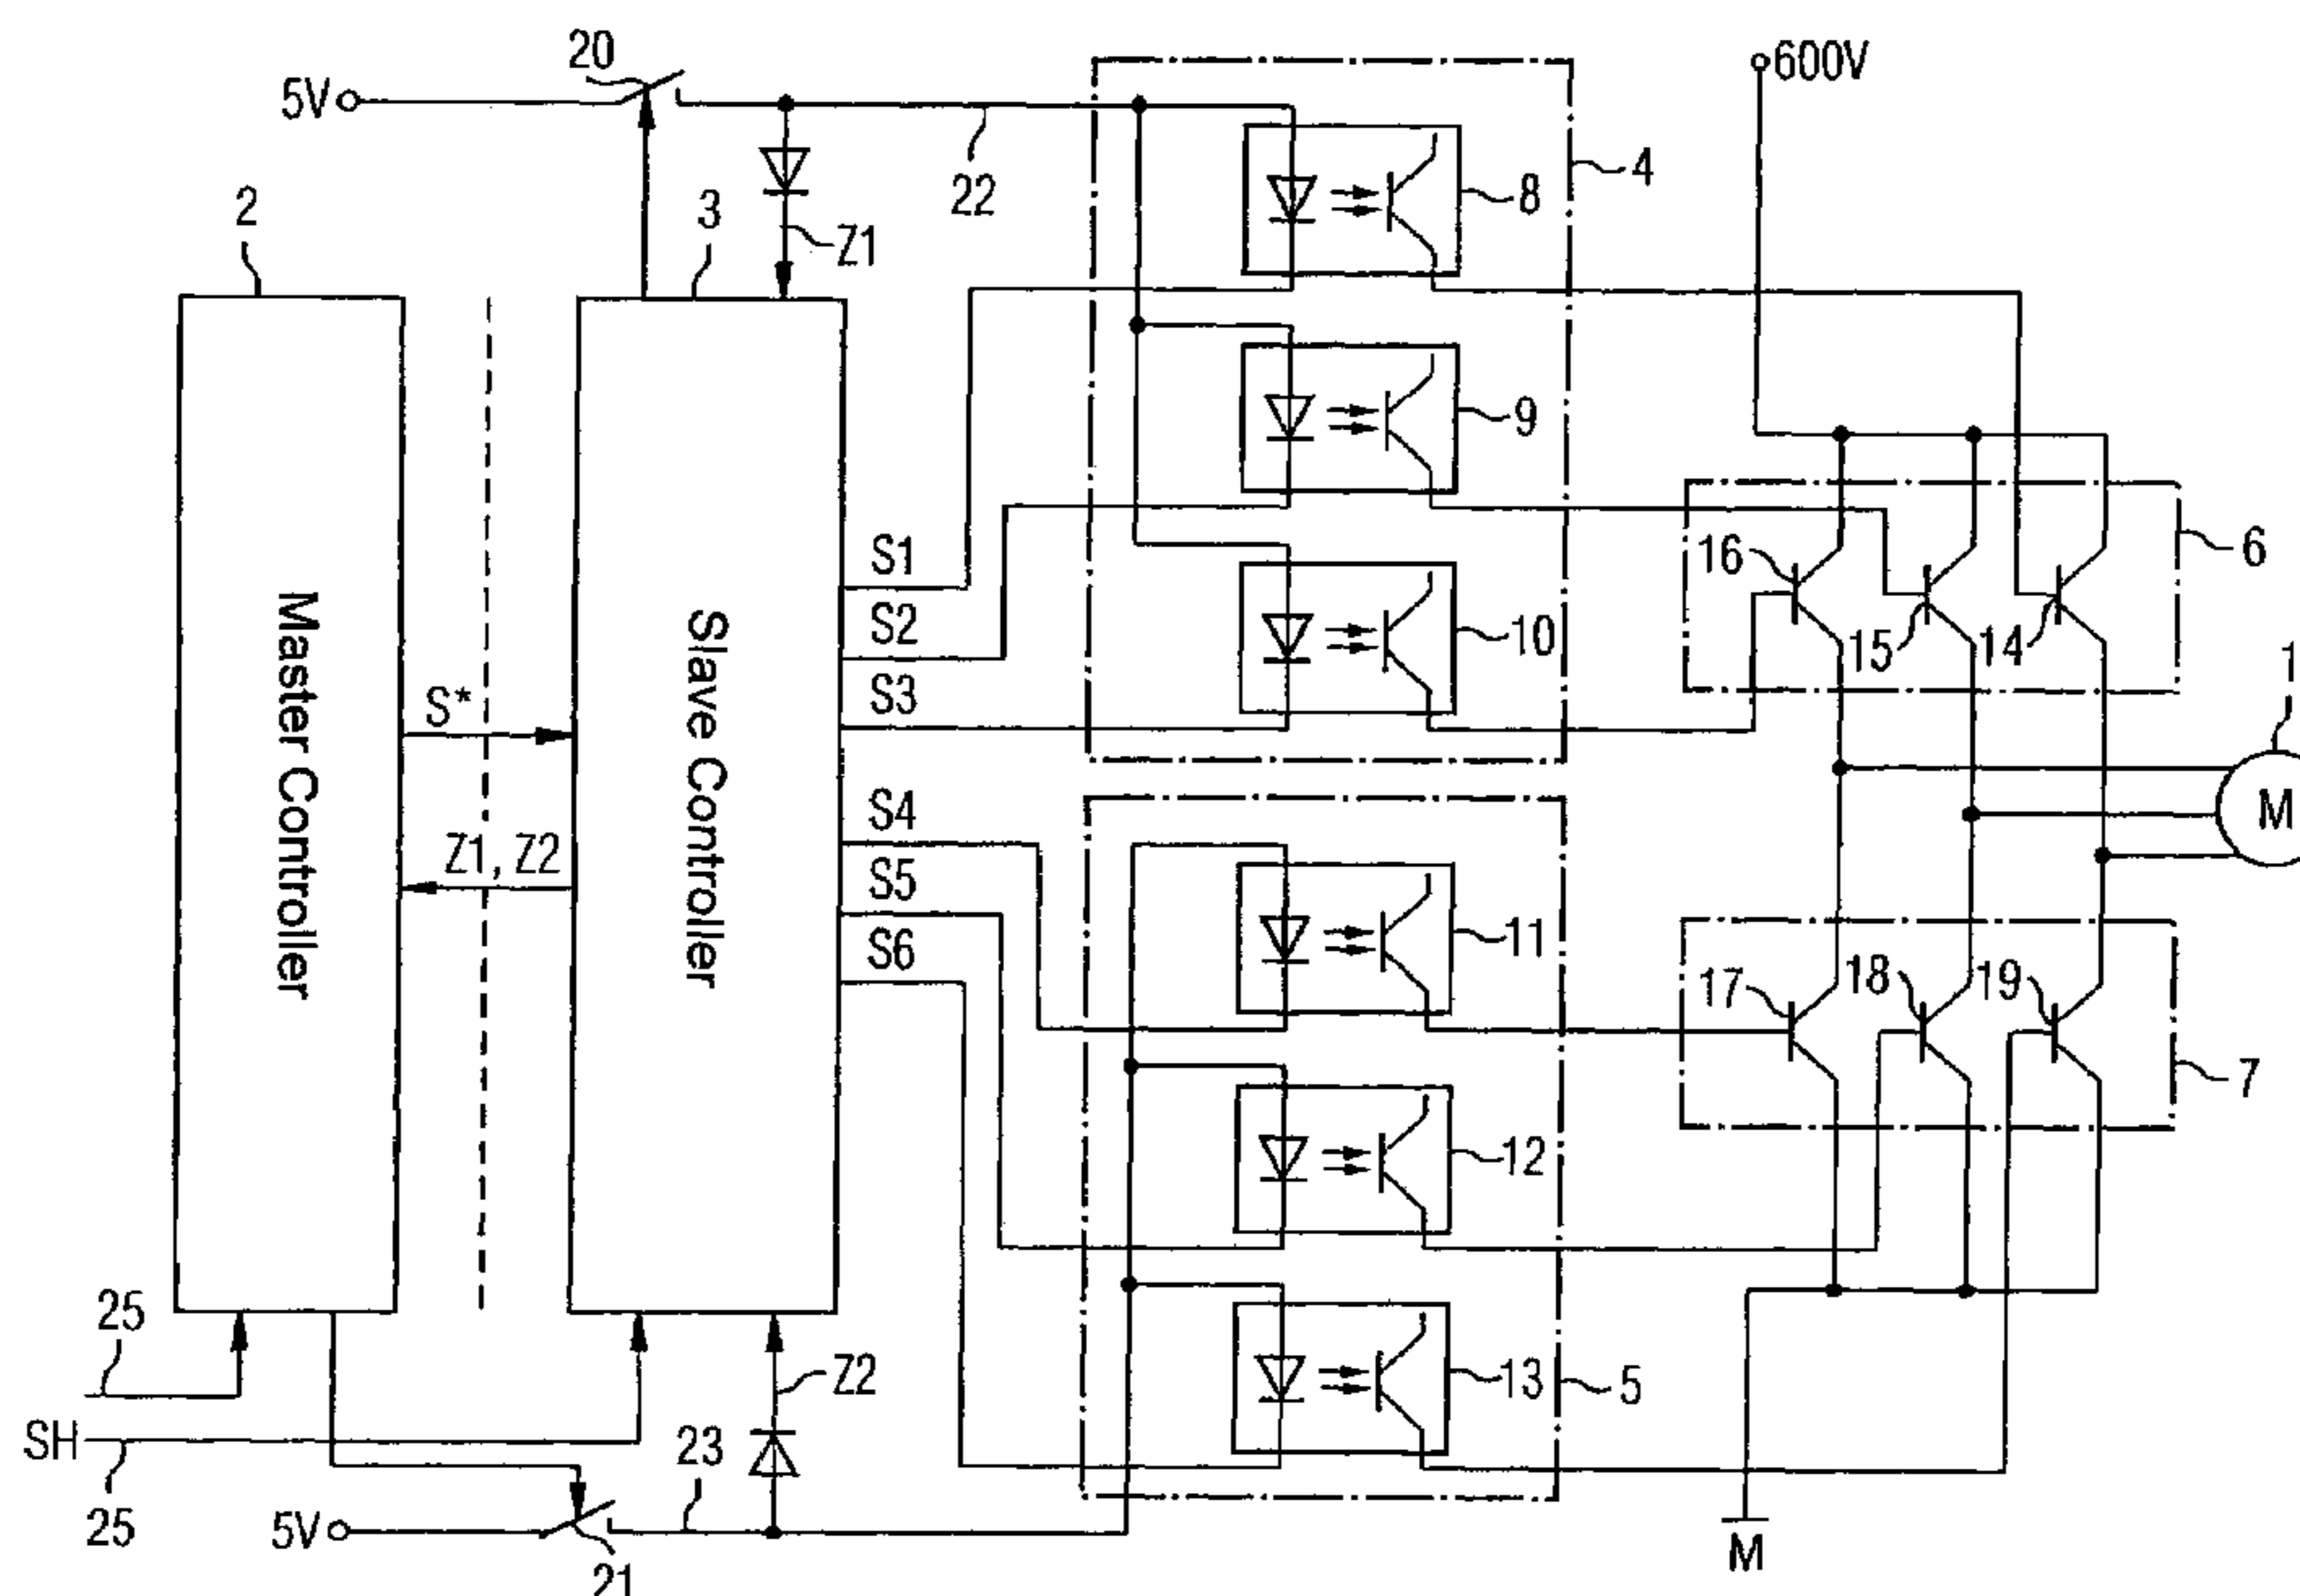 20
5V
600V
22
4
8
2
3
Z1
9
16
15
14
6
S1
S2
S3
10
1
M
Master Controller
Slave Controller
S*
Z1, Z2
S4
S5
S6
11
17
18
19
7
12
25
SH
25
Z2
23
13
5
5V
21
M